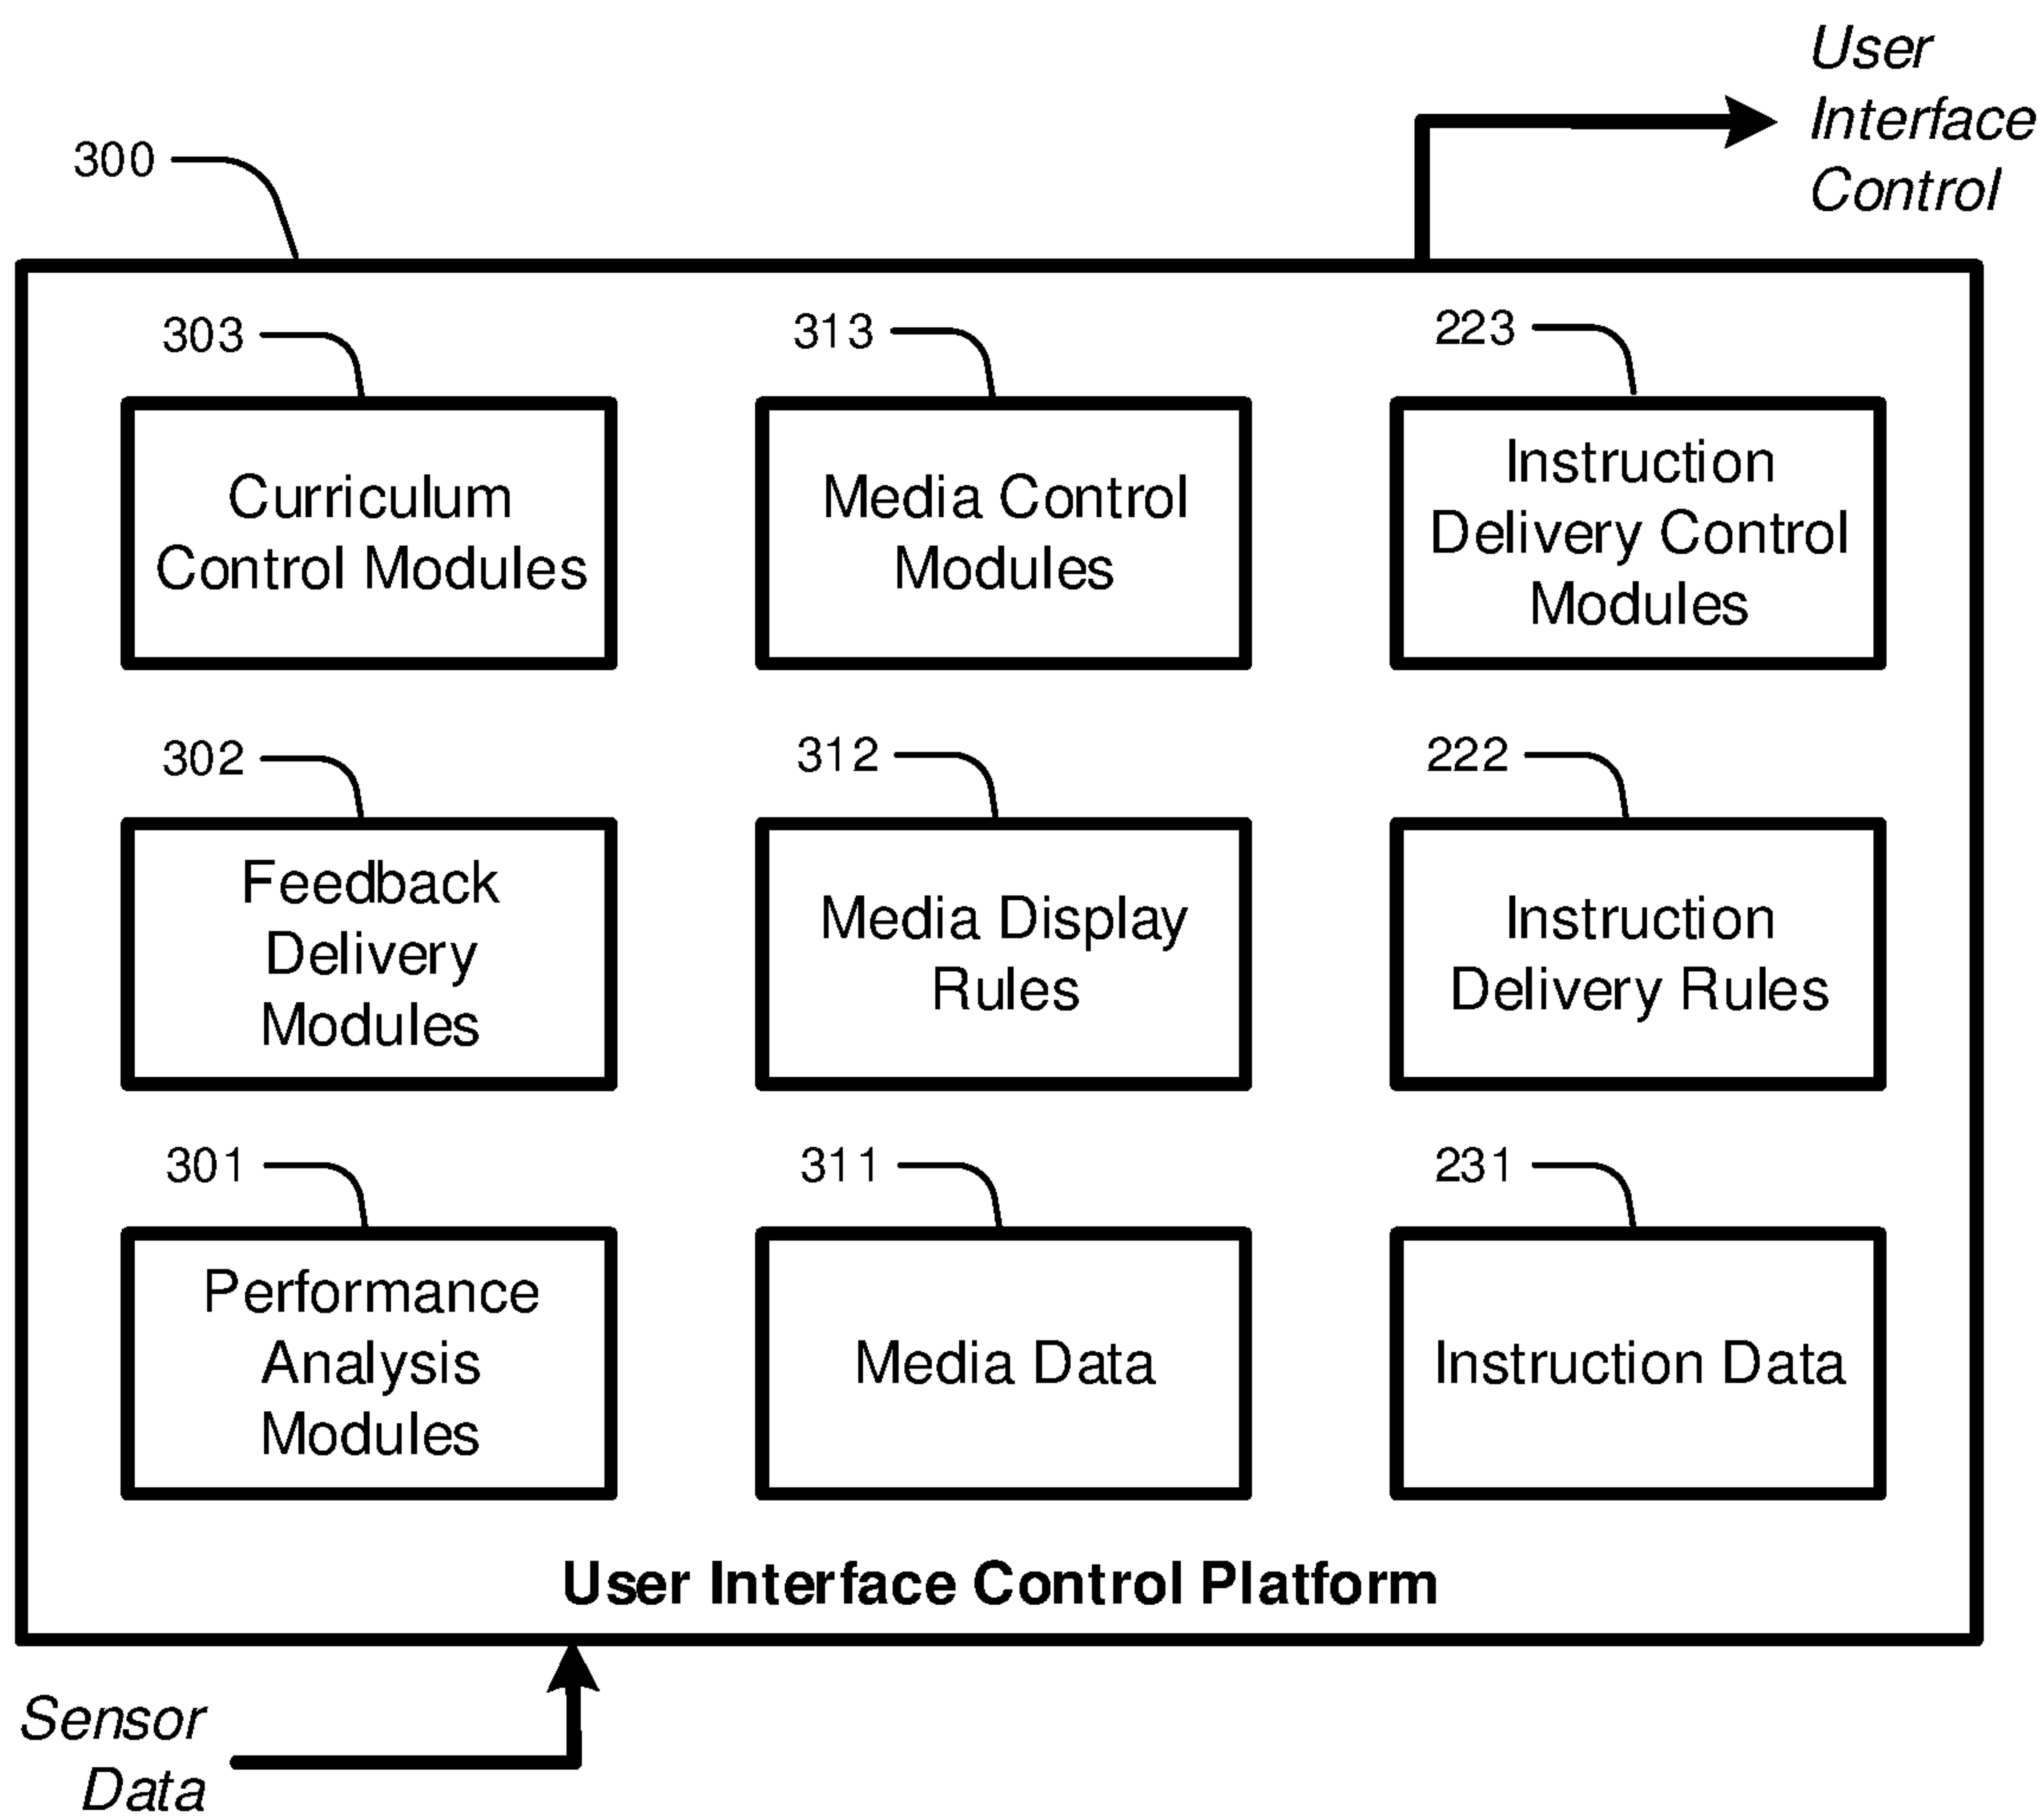 User
Interface
Control
300
303
313
223
Curriculum
Control Modules
Media Control
Modules
Instruction
Delivery Control
Modules
302
312
222
Feedback
Delivery
Modules
Media Display
Rules
Instruction
Delivery Rules
301
311
231
Performance
Analysis
Modules
Media Data
Instruction Data
User Interface Control Platform
Sensor
Data